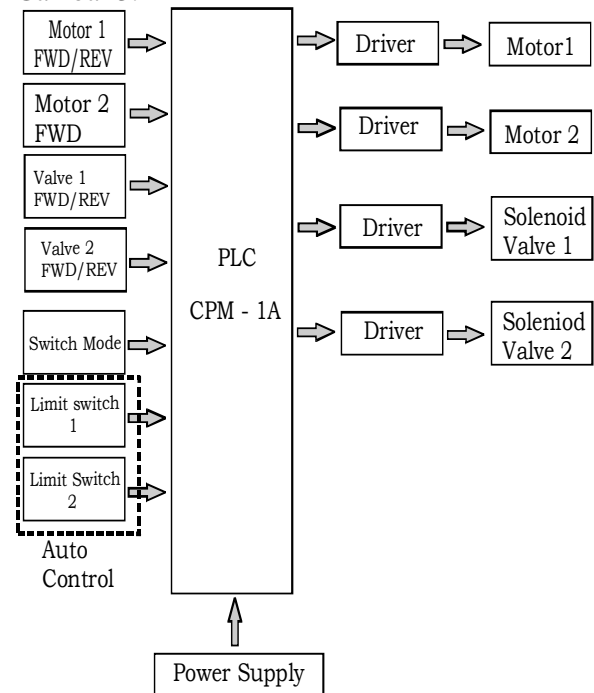 Motor 1
FWD/REV
Motor 2
FWD
Valve 1
FWD/REV
Valve 2
FWD/REV
Switch Mode
Limit switch
1
Limit Switch
2
Auto
Control
PLC
CPM - 1A
Driver
Motor1
Driver
Motor 2
Driver
Solenoid
Valve 1
Driver
Soleniod
Valve 2
Power Supply